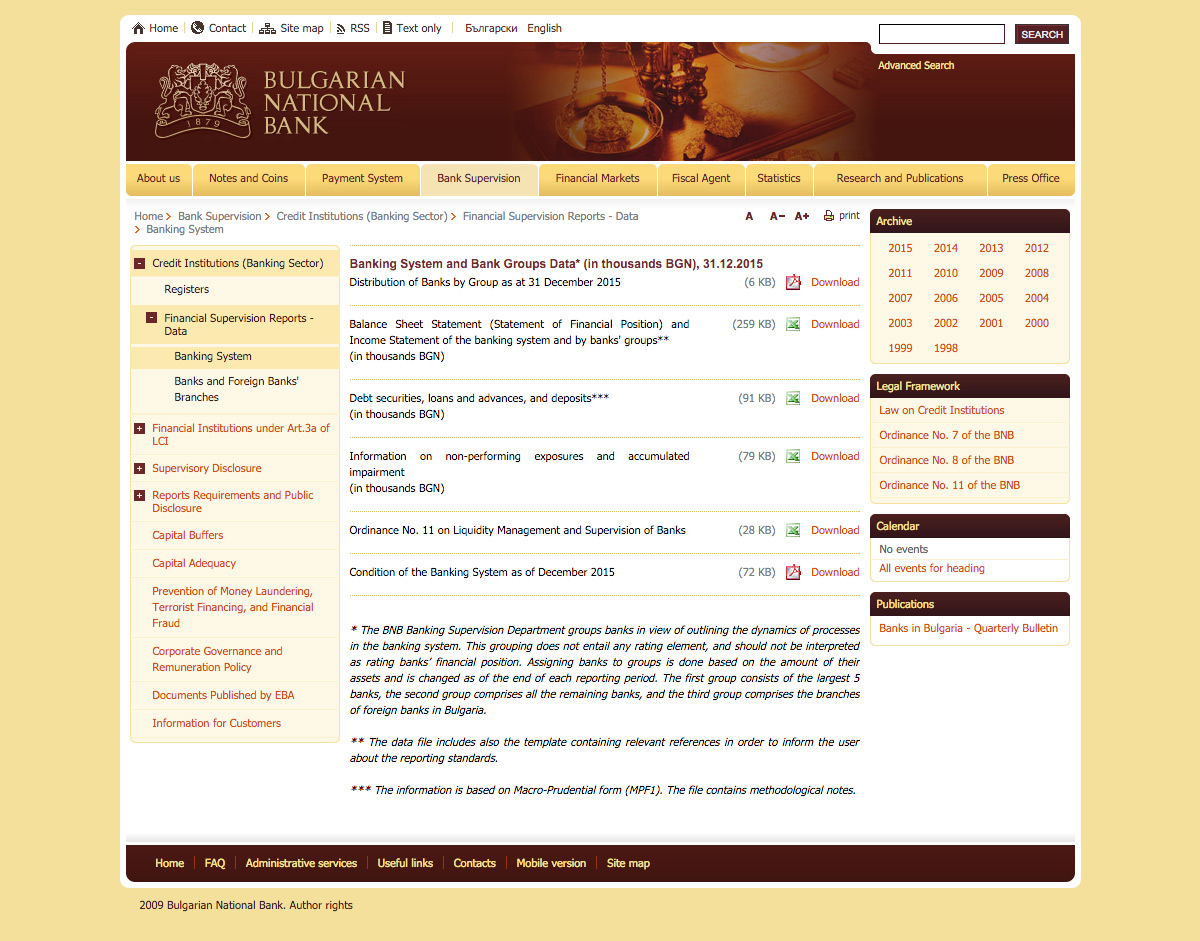 Home Contact Site map RSS Text only Български English
SEARCH
Advanced Search
1879
BULGARIAN
NATIONAL
BANK
About us Notes and Coins Payment System Bank Supervision Financial Markets Fiscal Agent Statistics Research and Publications Press Office
Home Bank Supervision Credit Institutions (Banking Sector) Financial Supervision Reports - Data
Banking System
A A- A+ print
Credit Institutions (Banking Sector)
Registers
Financial Supervision Reports -
Data
Banking System
Banks and Foreign Banks'
Branches
Financial Institutions under Art.3a of
LCI
Supervisory Disclosure
Reports Requirements and Public
Disclosure
Capital Buffers
Capital Adequacy
Prevention of Money Laundering,
Terrorist Financing, and Financial
Fraud
Corporate Governance and
Remuneration Policy
Documents Published by EBA
Information for Customers
Banking System and Bank Groups Data* (in thousands BGN), 31.12.2015
Distribution of Banks by Group as at 31 December 2015 (6 KB) Download
Balance Sheet Statement (Statement of Financial Position) and (259 KB) Download
Income Statement of the banking system and by banks' groups**
(in thousands BGN)
Debt securities, loans and advances, and deposits*** (91 KB) Download
(in thousands BGN)
Information on non-performing exposures and accumulated (79 KB) Download
impairment
(in thousands BGN)
Ordinance No. 11 on Liquidity Management and Supervision of Banks (28 KB) Download
Condition of the Banking System as of December 2015 (72 KB) Download
* The BNB Banking Supervision Department groups banks in view of outlining the dynamics of processes
in the banking system. This grouping does not entail any rating element, and should not be interpreted
as rating banks' financial position. Assigning banks to groups is done based on the amount of their
assets and is changed as of the end of each reporting period. The first group consists of the largest 5
banks, the second group comprises all the remaining banks, and the third group comprises the branches
of foreign banks in Bulgaria.
** The data file includes also the template containing relevant references in order to inform the user
about the reporting standards.
*** The information is based on Macro-Prudential form (MPF1). The file contains methodological notes.
Archive
2015 2014 2013 2012
2011 2010 2009 2008
2007 2006 2005 2004
2003 2002 2001 2000
1999 1998
Legal Framework
Law on Credit Institutions
Ordinance No. 7 of the BNB
Ordinance No. 8 of the BNB
Ordinance No. 11 of the BNB
Calendar
No events
All events for heading
Publications
Banks in Bulgaria - Quarterly Bulletin
Home FAQ Administrative services Useful links Contacts Mobile version Site map
2009 Bulgarian National Bank. Author rights